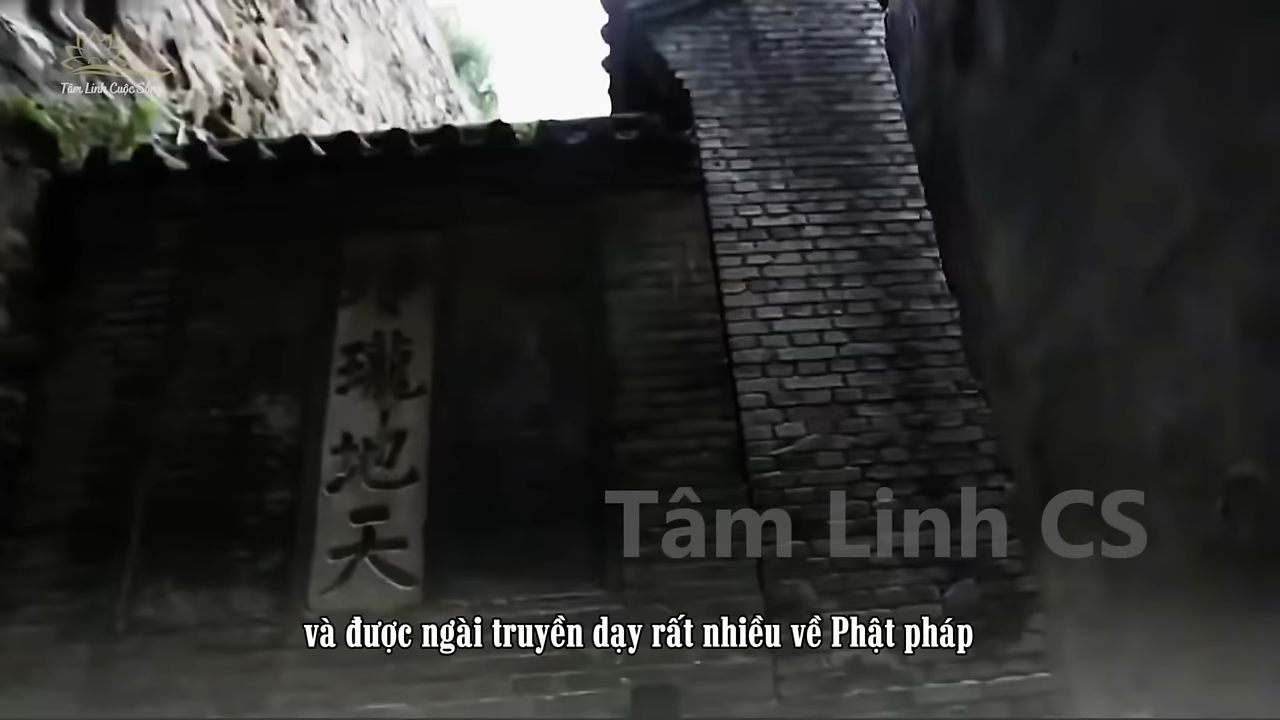 Tâm Linh Cuộc Sống
瓏地天
Tâm Linh CS
và được ngài truyền dạy rất nhiều về Phật pháp